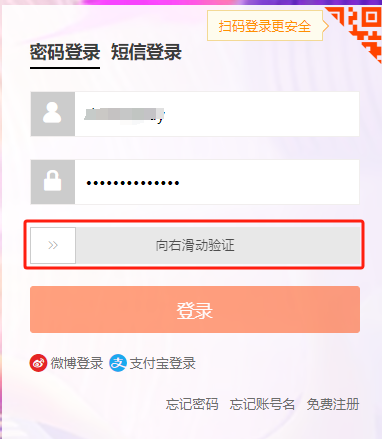 扫码登录更安全
密码登录 短信登录
••••••••••••••
»
向右滑动验证
登录
微博登录 支付宝登录
忘记密码 忘记账号名 免费注册